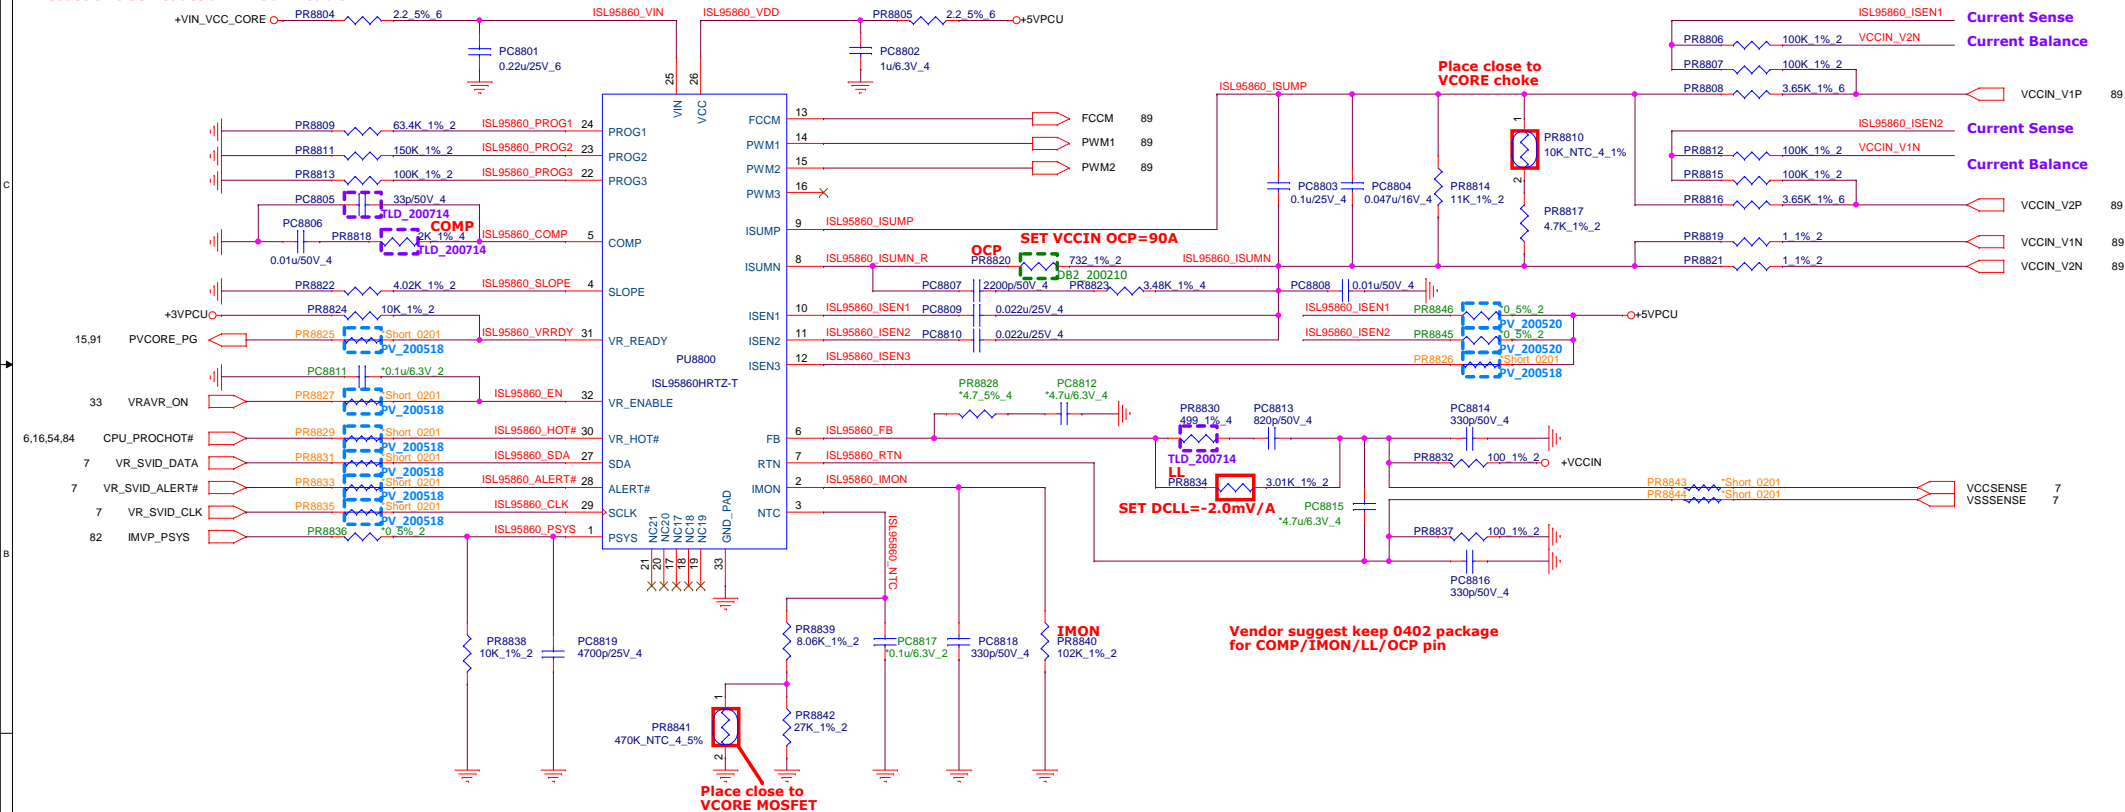 +VIN_VCC_CORE
PR8804
2.2_5%_6
ISL95860_VIN
ISL95860_VDD
PR8805
2.2_5%_6
+5VPCU
PC8801
0.22u/25V_6
PC8802
1u/6.3V_4
25
26
VIN
VCC
ISL95860_ISEN1
Current Sense
PR8806
100K_1%_2
VCCIN_V2N
Current Balance
PR8807
100K_1%_2
PR8808
3.65K_1%_6
VCCIN_V1P
89
Place close to
VCORE choke
ISL95860_ISUMP
PR8809
63.4K_1%_2
ISL95860_PROG1
24
PROG1
PR8811
150K_1%_2
ISL95860_PROG2
23
PROG2
PR8813
100K_1%_2
ISL95860_PROG3
22
PROG3
FCCM
13
FCCM
89
PWM1
14
PWM1
89
PWM2
15
PWM2
89
PWM3
16
1
PR8810
10K_NTC_4_1%
2
ISL95860_ISEN2
Current Sense
PR8812
100K_1%_2
VCCIN_V1N
Current Balance
PR8815
100K_1%_2
PR8816
3.65K_1%_6
VCCIN_V2P
89
PC8805
33p/50V_4
TLD_200714
PC8806
0.01u/50V_4
PR8818
2K_1%_4
TLD_200714
COMP
ISL95860_COMP
5
COMP
PC8803
0.1u/25V_4
PC8804
0.047u/16V_4
PR8814
11K_1%_2
PR8817
4.7K_1%_2
ISUMP
9
ISL95860_ISUMP
SET VCCIN OCP=90A
OCP
ISUMN
8
ISL95860_ISUMN_R
PR8820
732_1%_2
DB2_200210
ISL95860_ISUMN
PR8819
1_1%_2
VCCIN_V1N
89
PR8821
1_1%_2
VCCIN_V2N
89
PR8822
4.02K_1%_2
ISL95860_SLOPE
4
SLOPE
PC8807
2200p/50V_4
PR8823
3.48K_1%_4
PC8808
0.01u/50V_4
+3VPCU
PR8824
10K_1%_2
ISEN1
10
ISL95860_ISEN1
PC8809
0.022u/25V_4
ISL95860_ISEN1
PR8846
*0_5%_2
PV_200520
+5VPCU
15,91
PVCORE_PG
PR8825
*Short_0201
PV_200518
ISL95860_VRRDY
31
VR_READY
ISEN2
11
ISL95860_ISEN2
PC8810
0.022u/25V_4
ISL95860_ISEN2
PR8845
*0_5%_2
PV_200520
PU8800
ISL95860HRTZ-T
ISEN3
12
ISL95860_ISEN3
PR8826
*Short_0201
PV_200518
PC8811
*0.1u/6.3V_2
33
VRAVR_ON
PR8827
*Short_0201
PV_200518
ISL95860_EN
32
VR_ENABLE
PR8828
*4.7_5%_4
PC8812
*4.7u/6.3V_4
6,16,54,84
CPU_PROCHOT#
PR8829
*Short_0201
PV_200518
ISL95860_HOT#
30
VR_HOT#
FB
6
ISL95860_FB
PR8830
499_1%_4
TLD_200714
PC8813
820p/50V_4
PC8814
330p/50V_4
7
VR_SVID_DATA
PR8831
*Short_0201
PV_200518
ISL95860_SDA
27
SDA
RTN
7
ISL95860_RTN
PR8832
100_1%_2
+VCCIN
7
VR_SVID_ALERT#
PR8833
*Short_0201
PV_200518
ISL95860_ALERT#
28
ALERT#
IMON
2
ISL95860_IMON
LL
PR8834
3.01K_1%_2
SET DCLL=-2.0mV/A
PR8843
*Short_0201
VCCSENSE
7
PR8844
*Short_0201
VSSSENSE
7
7
VR_SVID_CLK
PR8835
*Short_0201
PV_200518
ISL95860_CLK
29
SCLK
NTC
3
ISL95860_NTC
PC8815
*4.7u/6.3V_4
82
IMVP_PSYS
PR8836
*0_5%_2
ISL95860_PSYS
1
PSYS
NC21
NC20
NC17
NC18
NC19
GND_PAD
21
20
17
18
19
33
PR8837
100_1%_2
PC8816
330p/50V_4
PR8838
10K_1%_2
PC8819
4700p/25V_4
PR8839
8.06K_1%_2
PC8817
*0.1u/6.3V_2
PC8818
330p/50V_4
IMON
PR8840
102K_1%_2
Vendor suggest keep 0402 package
for COMP/IMON/LL/OCP pin
1
PR8841
470K_NTC_4_5%
2
PR8842
27K_1%_2
Place close to
VCORE MOSFET
C
B